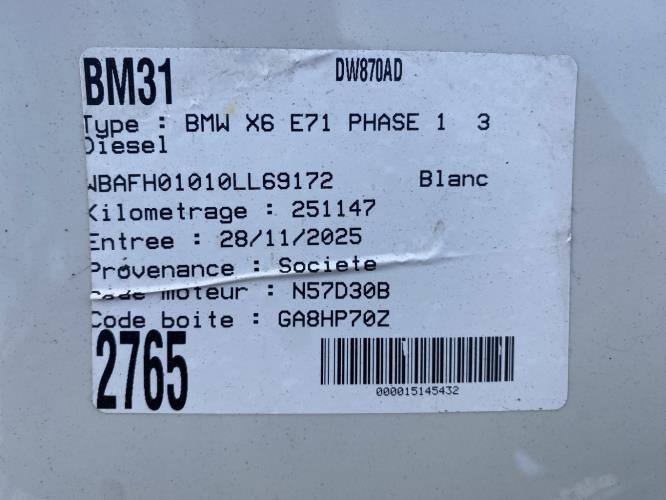 BM31 DW870AD
Type : BMW X6 E71 PHASE 1 3
Diesel
WBAFH01010LL69172 Blanc
Kilometrage : 251147
Entree : 28/11/2025
Provenance : Societe
Code moteur : N57D30B
Code boite : GA8HP70Z
2765
000015145432